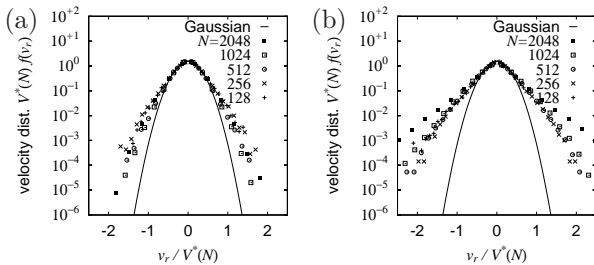 (a)
velocity dist. V*(N) f(v_r)
10^{+2}
10^{+1}
10^0
10^{-1}
10^{-2}
10^{-3}
10^{-4}
10^{-5}
10^{-6}
Gaussian
N=2048
1024
512
256
128
-2 -1 0 1 2
v_r / V*(N)
(b)
velocity dist. V*(N) f(v_r)
10^{+2}
10^{+1}
10^0
10^{-1}
10^{-2}
10^{-3}
10^{-4}
10^{-5}
10^{-6}
Gaussian
N=2048
1024
512
256
128
-2 -1 0 1 2
v_r / V*(N)